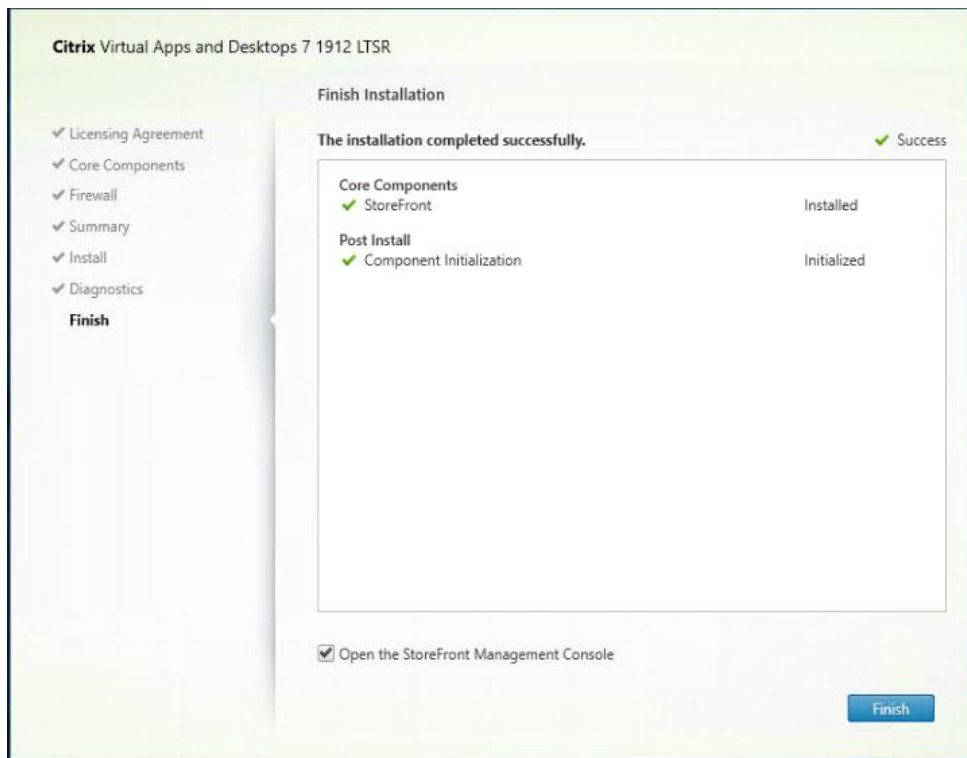 Citrix Virtual Apps and Desktops 7 1912 LTSR
Licensing Agreement
Core Components
Firewall
Summary
Install
Diagnostics
Finish
Finish Installation
The installation completed successfully.
Success
Core Components
StoreFront
Installed
Post Install
Component Initialization
Initialized
Open the StoreFront Management Console
Finish